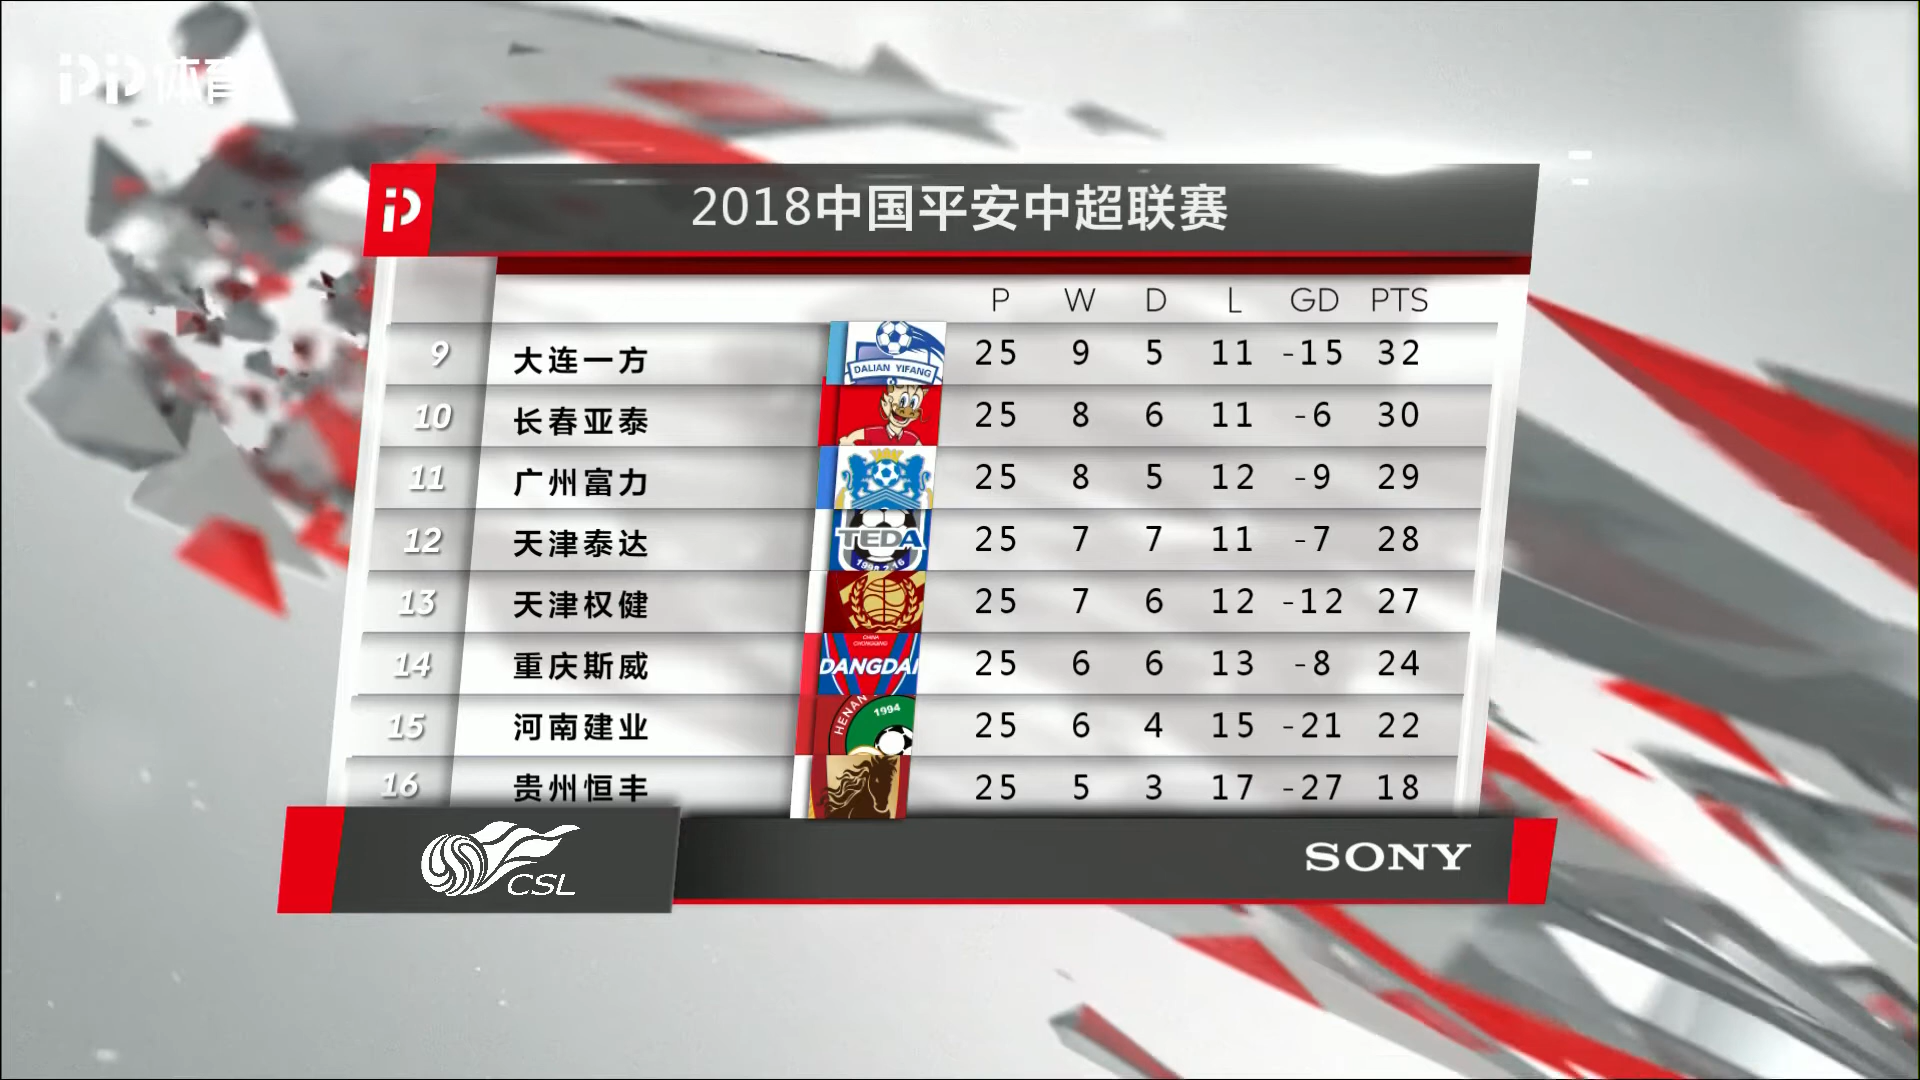 PP体育
2018中国平安中超联赛
P W D L GD PTS
9 大连一方 DALIAN YIFANG 25 9 5 11 -15 32
10 长春亚泰 25 8 6 11 -6 30
11 广州富力 25 8 5 12 -9 29
12 天津泰达 TEDA 1998.2.16 25 7 7 11 -7 28
13 天津权健 25 7 6 12 -12 27
14 重庆斯威 CHINA CHONGQING DANGDAI 25 6 6 13 -8 24
15 河南建业 HENAN 1994 25 6 4 15 -21 22
16 贵州恒丰 25 5 3 17 -27 18
CSL SONY